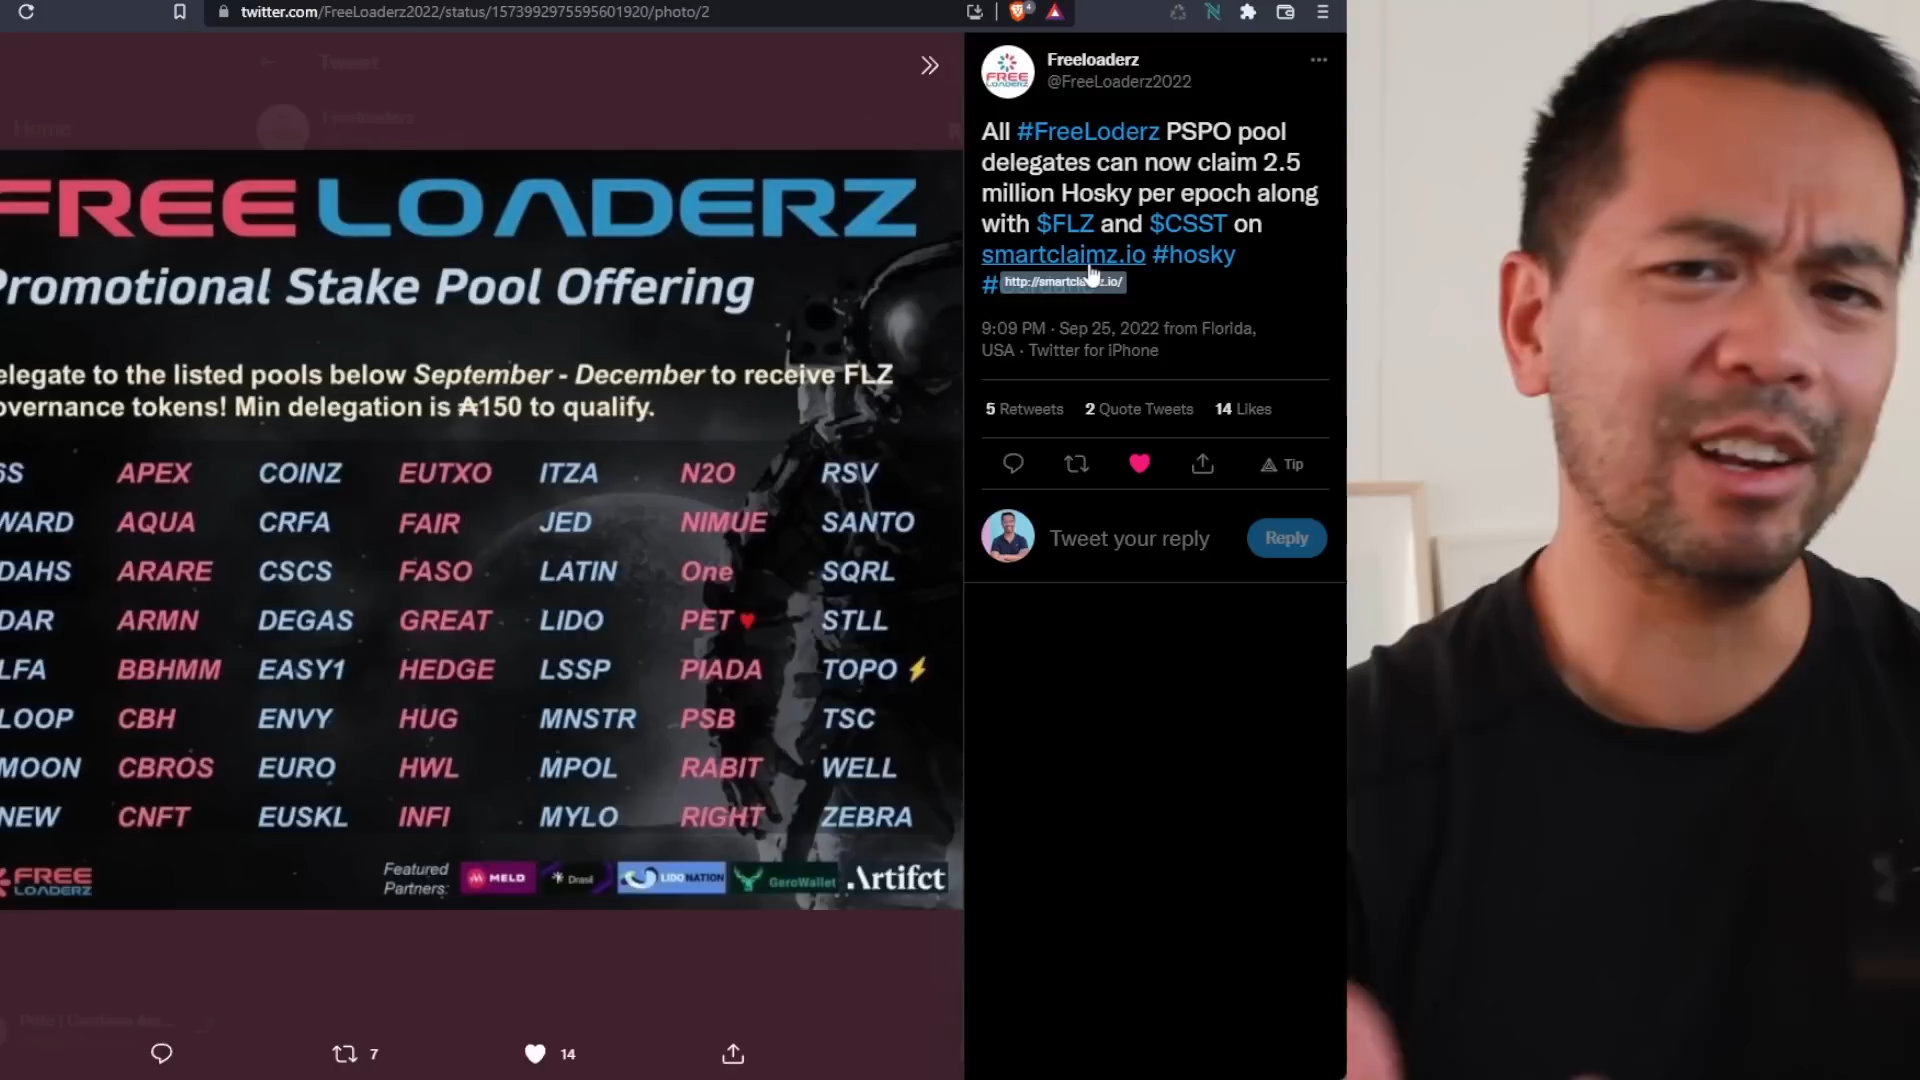 twitter.com/FreeLoaderz2022/status/1573992975595601920/photo/2
4
Tweet
Home
FREE LOADERZ
Promotional Stake Pool Offering
elegate to the listed pools below September - December to receive FLZ
overnance tokens! Min delegation is ₳150 to qualify.
6S APEX COINZ EUTXO ITZA N2O RSV
WARD AQUA CRFA FAIR JED NIMUE SANTO
DAHS ARARE CSCS FASO LATIN One SQRL
DAR ARMN DEGAS GREAT LIDO PET♥ STLL
LFA BBHMM EASY1 HEDGE LSSP PIADA TOPO⚡
LOOP CBH ENVY HUG MNSTR PSB TSC
MOON CBROS EURO HWL MPOL RABIT WELL
NEW CNFT EUSKL INFI MYLO RIGHT ZEBRA
FREE
LOADERZ
Featured
Partners: MELD Drasil LIDO NATION GeroWallet .Artifct
7 14
FREE
LOADERZ
Freeloaderz
@FreeLoaderz2022
All #FreeLoderz PSPO pool
delegates can now claim 2.5
million Hosky per epoch along
with $FLZ and $CSST on
smartclaimz.io #hosky
#
9:09 PM · Sep 25, 2022 from Florida,
USA · Twitter for iPhone
5 Retweets 2 Quote Tweets 14 Likes
Tip
Tweet your reply Reply